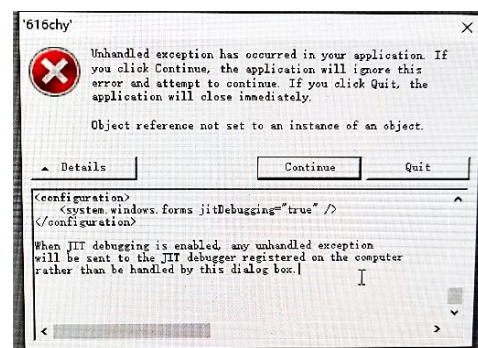 '616chy'
Unhandled exception has occurred in your application. If
you click Continue, the application will ignore this
error and attempt to continue. If you click Quit, the
application will close immediately.
Object reference not set to an instance of an object.
Details
Continue
Quit
<configuration>
<system.windows.forms jitDebugging="true" />
</configuration>
When JIT debugging is enabled, any unhandled exception
will be sent to the JIT debugger registered on the computer
rather than be handled by this dialog box.